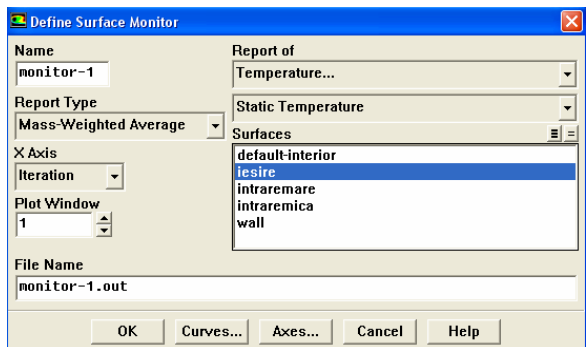 Define Surface Monitor
Name
monitor-1
Report of
Temperature...
Report Type
Mass-Weighted Average
Static Temperature
X Axis
Iteration
Surfaces
default-interior
iesire
intraremare
intraremica
wall
Plot Window
1
File Name
monitor-1.out
OK Curves... Axes... Cancel Help